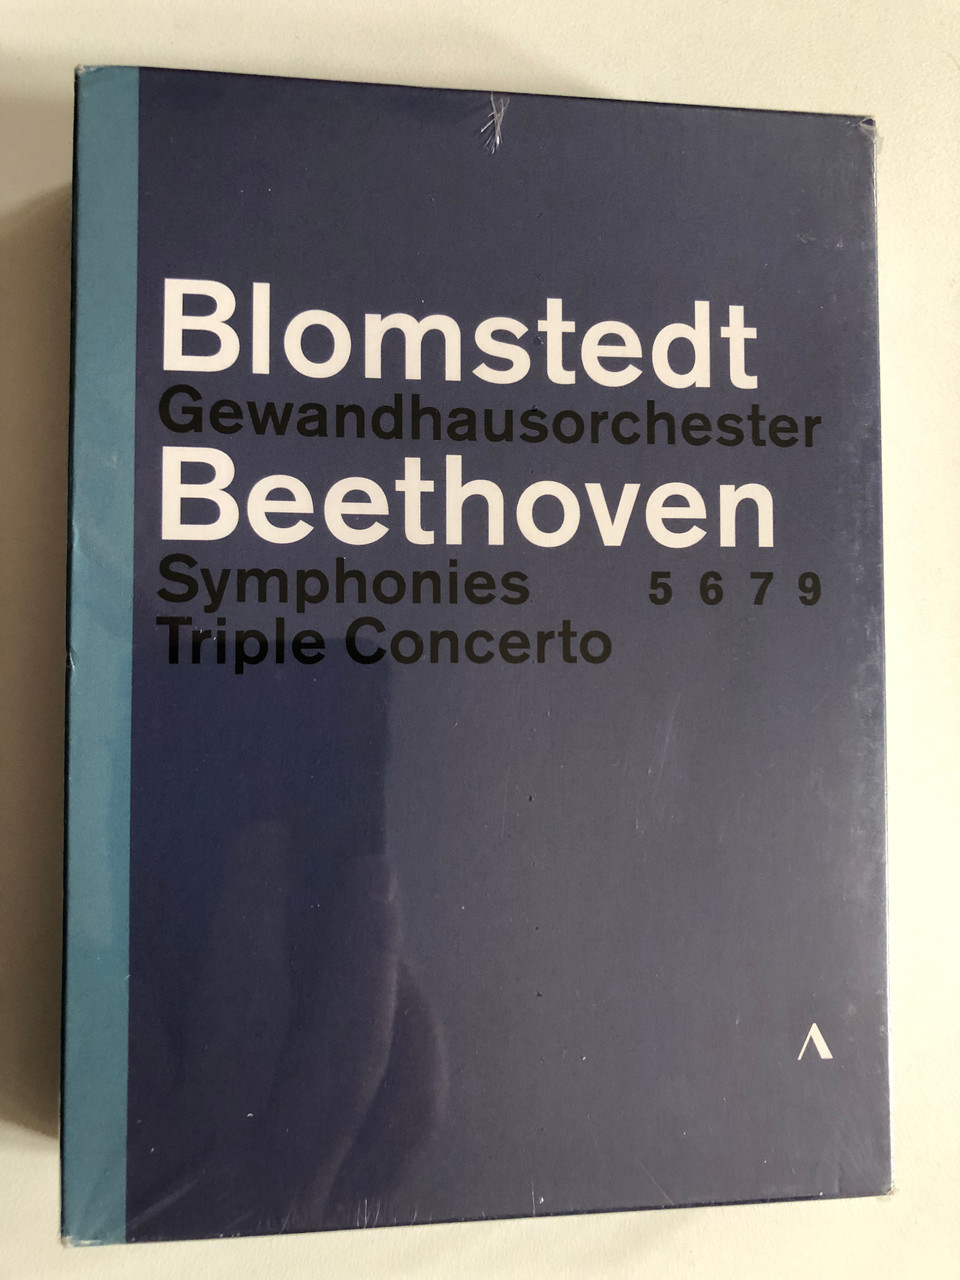 Blomstedt
Gewandhausorchester
Beethoven
Symphonies 5 6 7 9
Triple Concerto